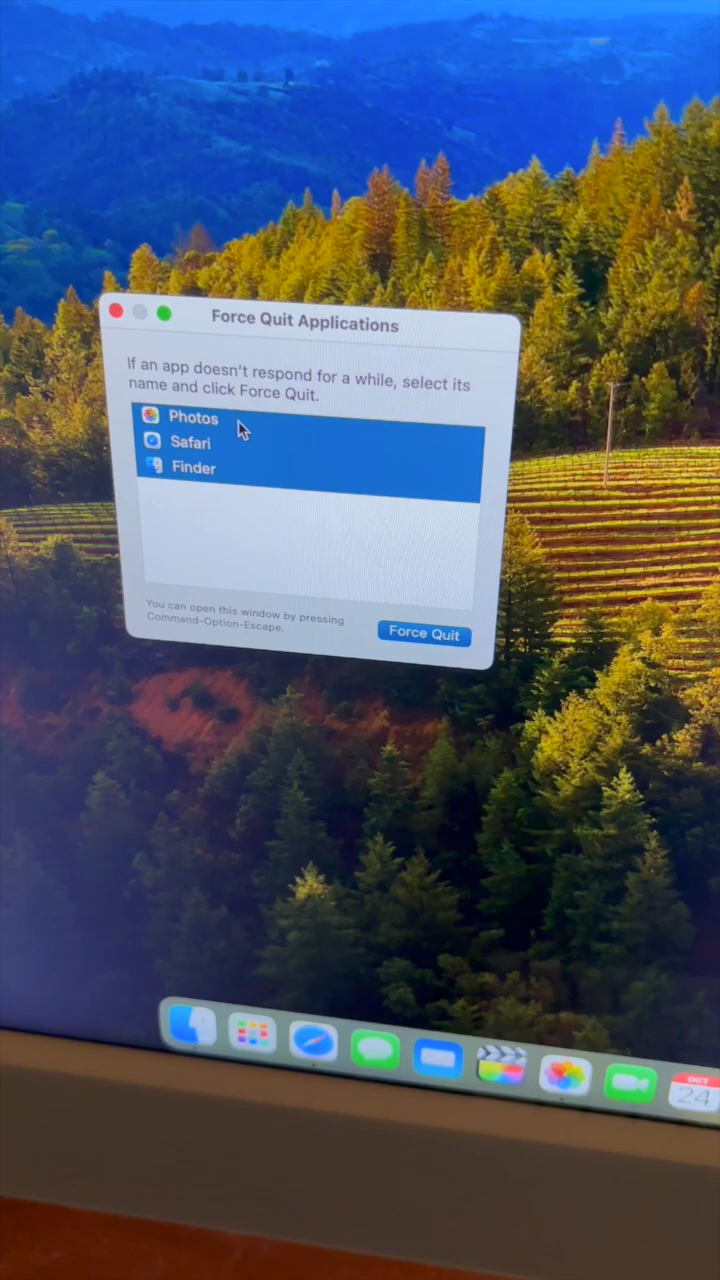 Force Quit Applications
If an app doesn't respond for a while, select its
name and click Force Quit.
Photos
Safari
Finder
You can open this window by pressing
Command-Option-Escape.
Force Quit
OCT
24